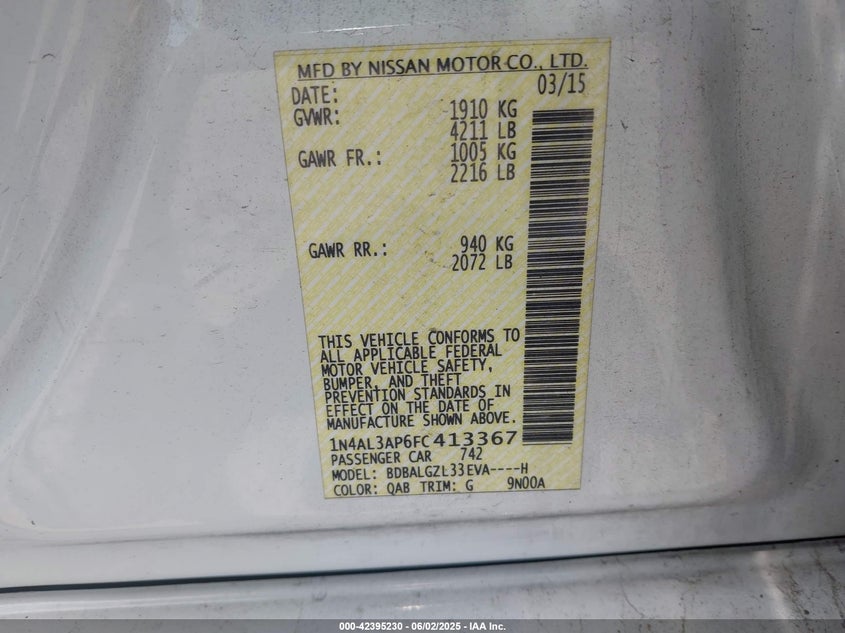 MFD BY NISSAN MOTOR CO., LTD.
DATE: 03/15
GVWR: 1910 KG
4211 LB
GAWR FR.: 1005 KG
2216 LB
GAWR RR.: 940 KG
2072 LB
THIS VEHICLE CONFORMS TO
ALL APPLICABLE FEDERAL
MOTOR VEHICLE SAFETY,
BUMPER, AND THEFT
PREVENTION STANDARDS IN
EFFECT ON THE DATE OF
MANUFACTURE SHOWN ABOVE.
1N4AL3AP6FC413367
PASSENGER CAR 742
MODEL: BDBALGZL33EVA----H
COLOR: QAB TRIM: G 9N00A
000-42395230 - 06/02/2025 - IAA Inc.